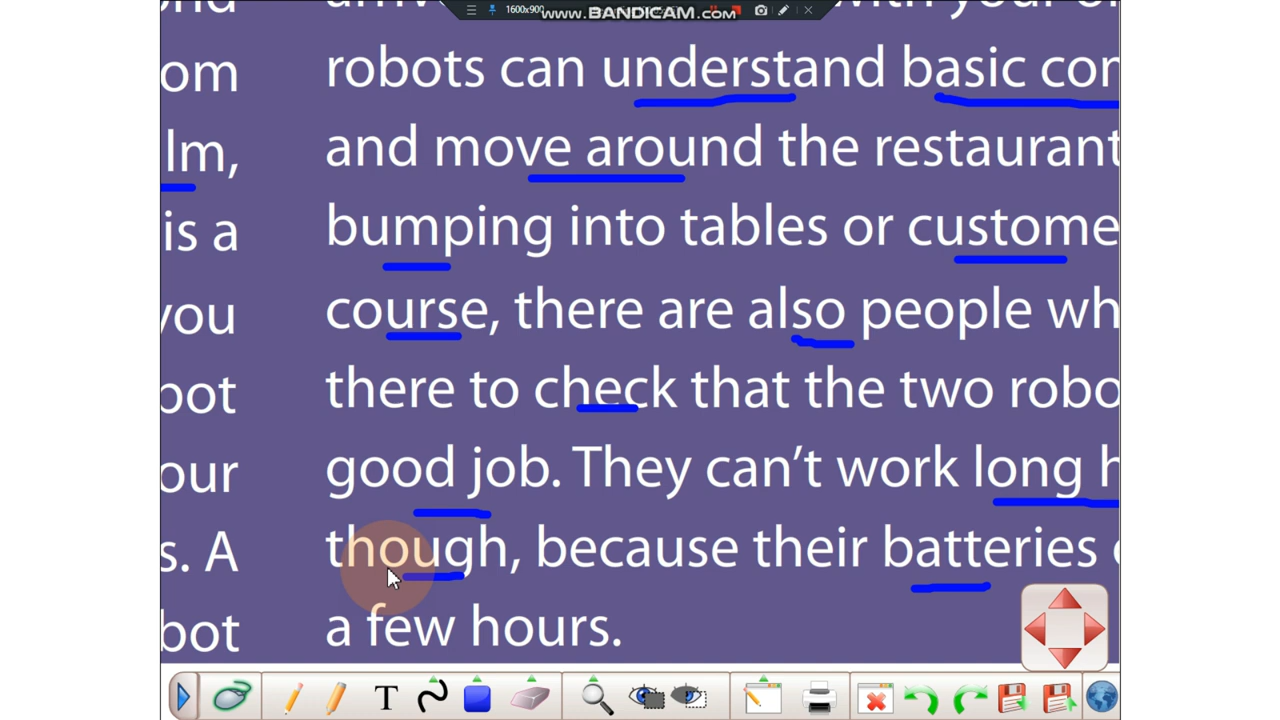 1600x900
www.BANDICAM.com
om
lm,
is a
you
bot
our
s. A
bot
robots can understand basic com
and move around the restaurant
bumping into tables or custome
course, there are also people wh
there to check that the two robo
good job. They can’t work long h
though, because their batteries
a few hours.
T